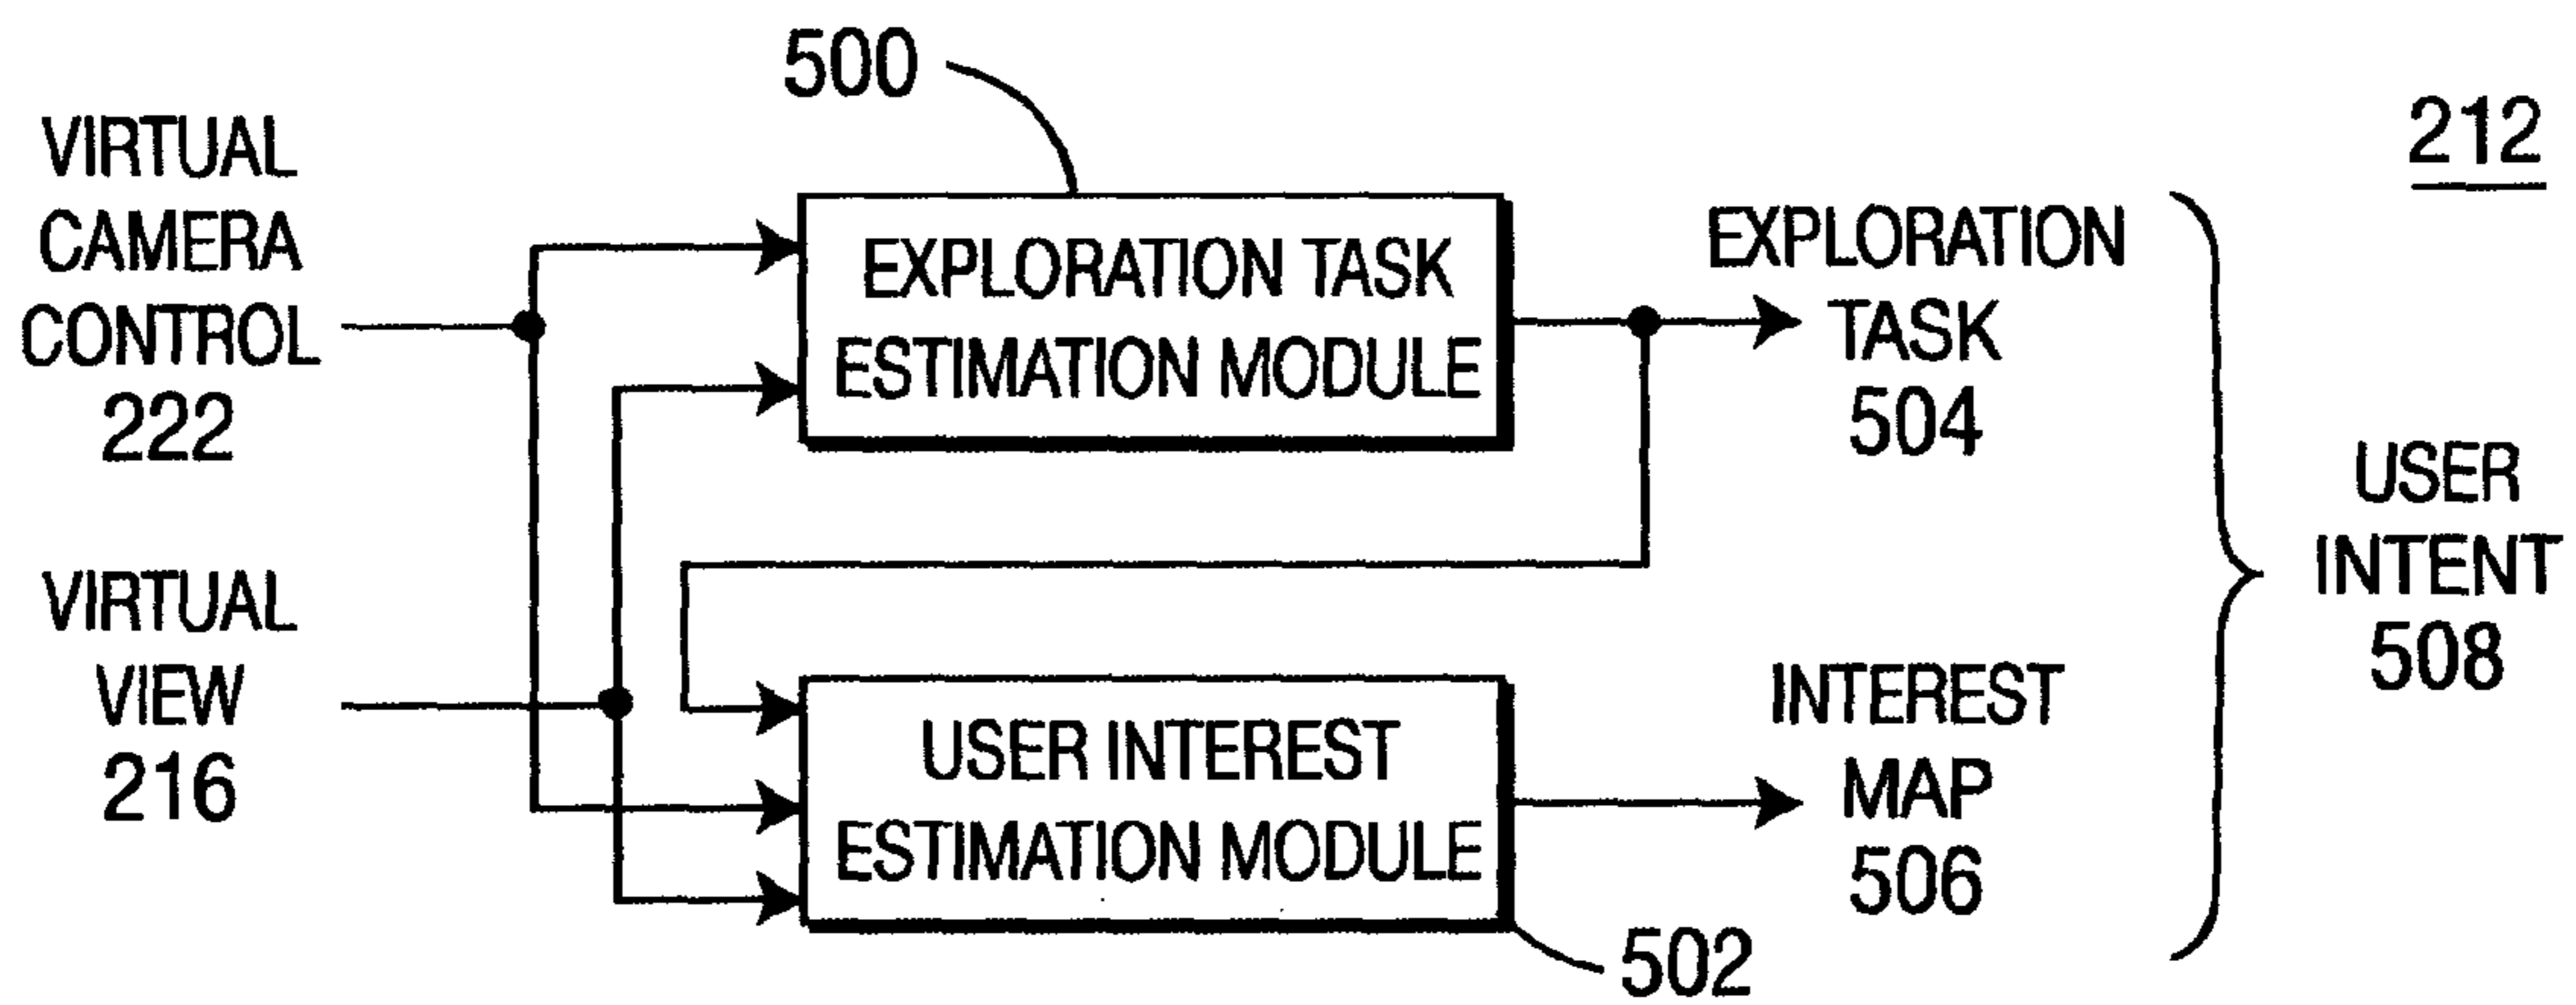 500
212
VIRTUAL
CAMERA
CONTROL
222
EXPLORATION TASK
ESTIMATION MODULE
EXPLORATION
TASK
504
USER
INTENT
508
VIRTUAL
VIEW
216
USER INTEREST
ESTIMATION MODULE
INTEREST
MAP
506
502